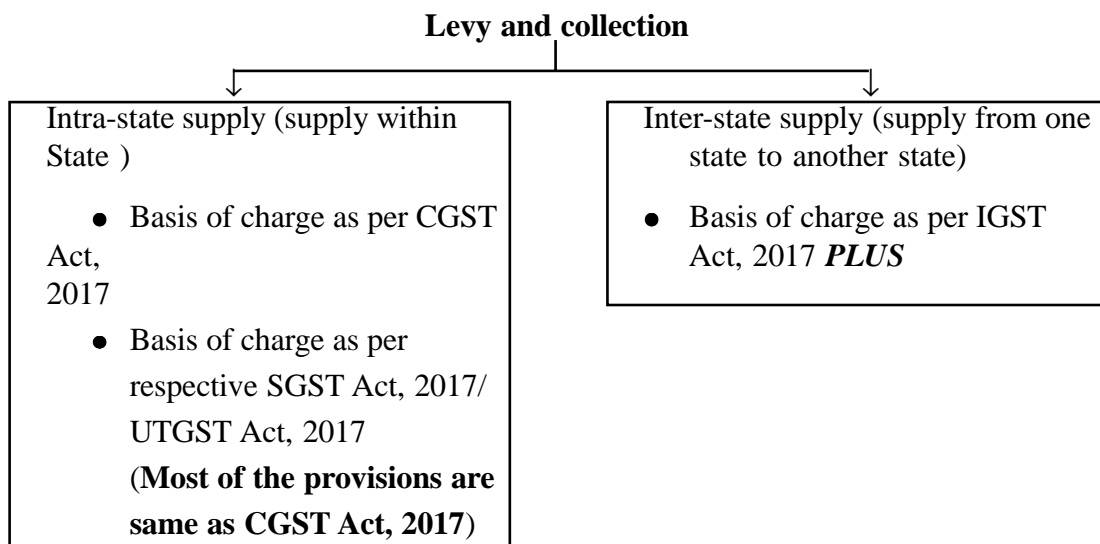 Levy and collection
Intra-state supply (supply within
State )
● Basis of charge as per CGST
Act,
2017
● Basis of charge as per
respective SGST Act, 2017/
UTGST Act, 2017
(Most of the provisions are
same as CGST Act, 2017)
Inter-state supply (supply from one
state to another state)
● Basis of charge as per IGST
Act, 2017 PLUS